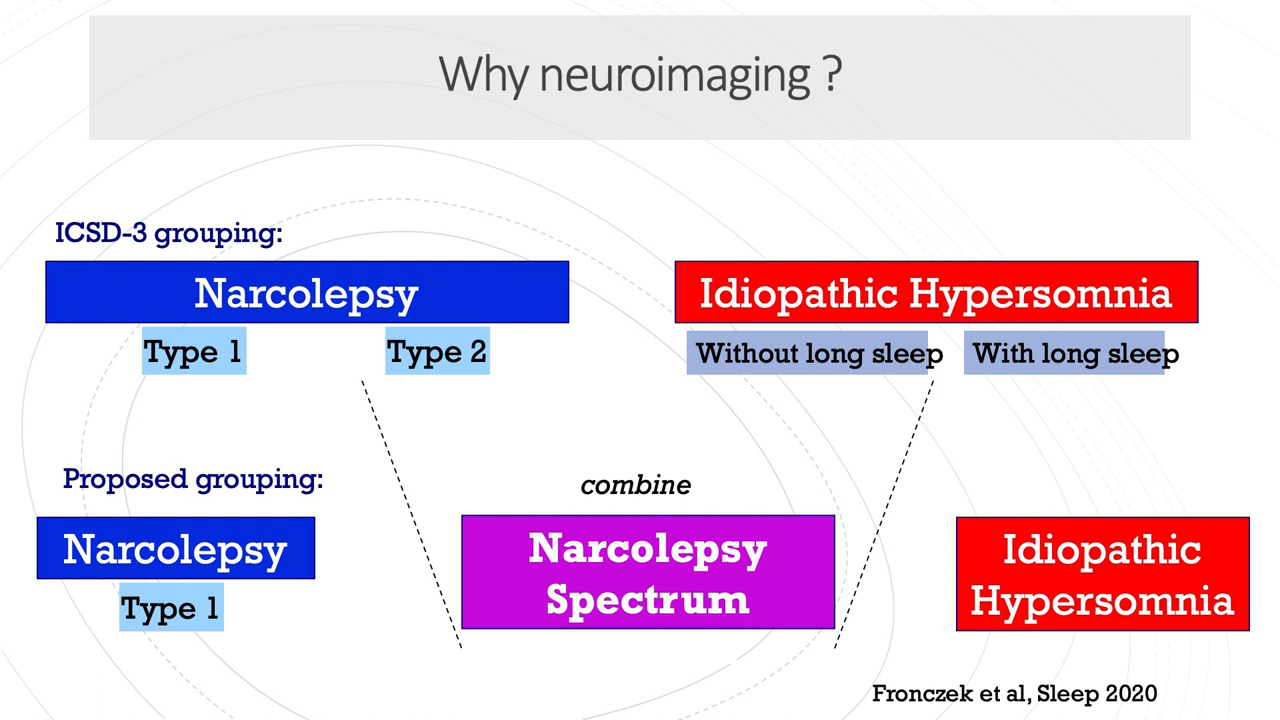 Why neuroimaging ?
ICSD-3 grouping:
Narcolepsy
Idiopathic Hypersomnia
Type 1
Type 2
Without long sleep
With long sleep
Proposed grouping:
combine
Narcolepsy
Type 1
Narcolepsy
Spectrum
Idiopathic
Hypersomnia
Fronczek et al, Sleep 2020